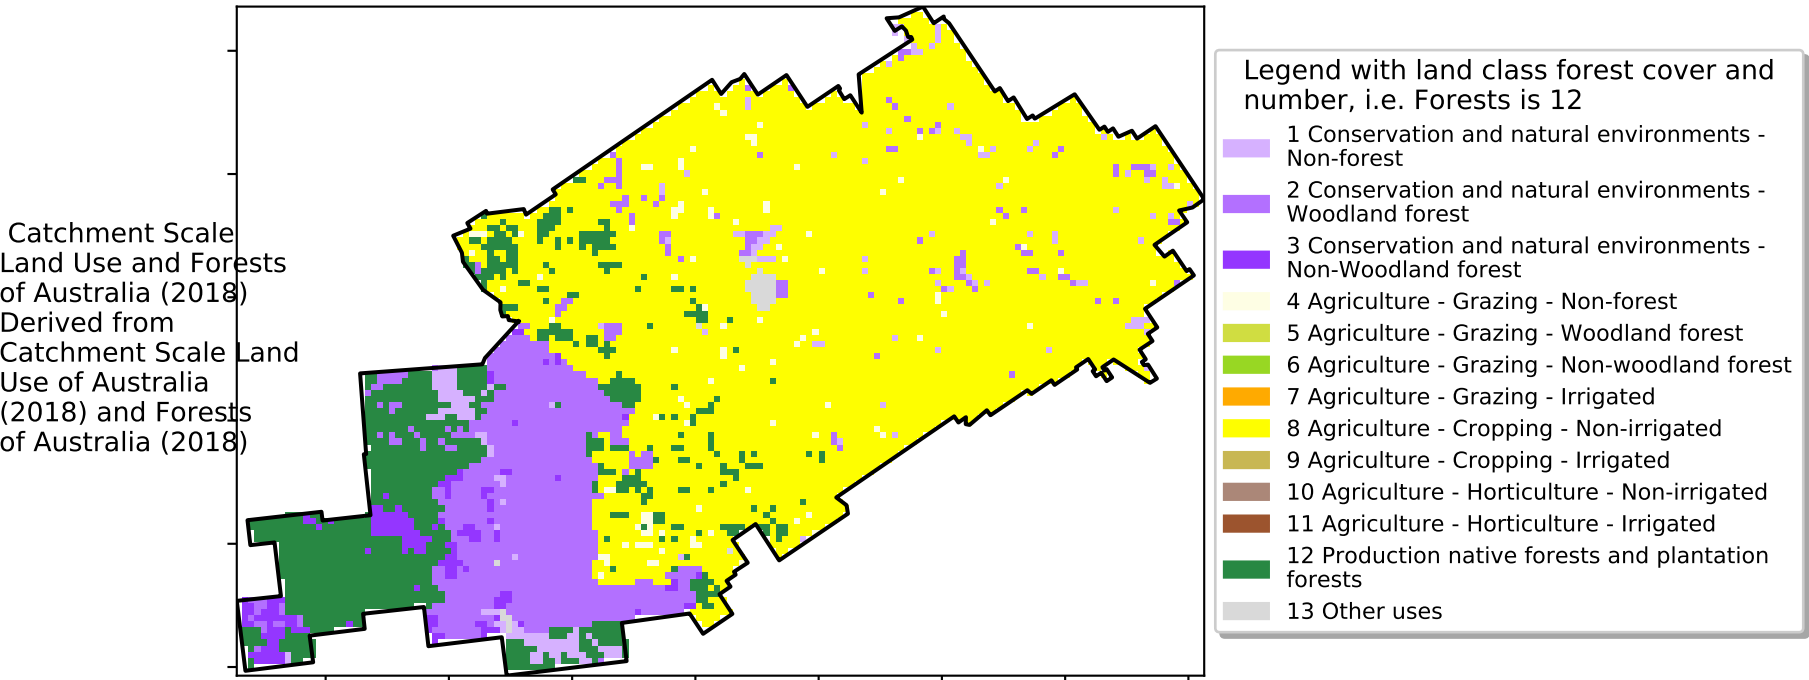 Catchment Scale
Land Use and Forests
of Australia (2018)
Derived from
Catchment Scale Land
Use of Australia
(2018) and Forests
of Australia (2018)
Legend with land class forest cover and
number, i.e. Forests is 12
1 Conservation and natural environments -
Non-forest
2 Conservation and natural environments -
Woodland forest
3 Conservation and natural environments -
Non-Woodland forest
4 Agriculture - Grazing - Non-forest
5 Agriculture - Grazing - Woodland forest
6 Agriculture - Grazing - Non-woodland forest
7 Agriculture - Grazing - Irrigated
8 Agriculture - Cropping - Non-irrigated
9 Agriculture - Cropping - Irrigated
10 Agriculture - Horticulture - Non-irrigated
11 Agriculture - Horticulture - Irrigated
12 Production native forests and plantation
forests
13 Other uses